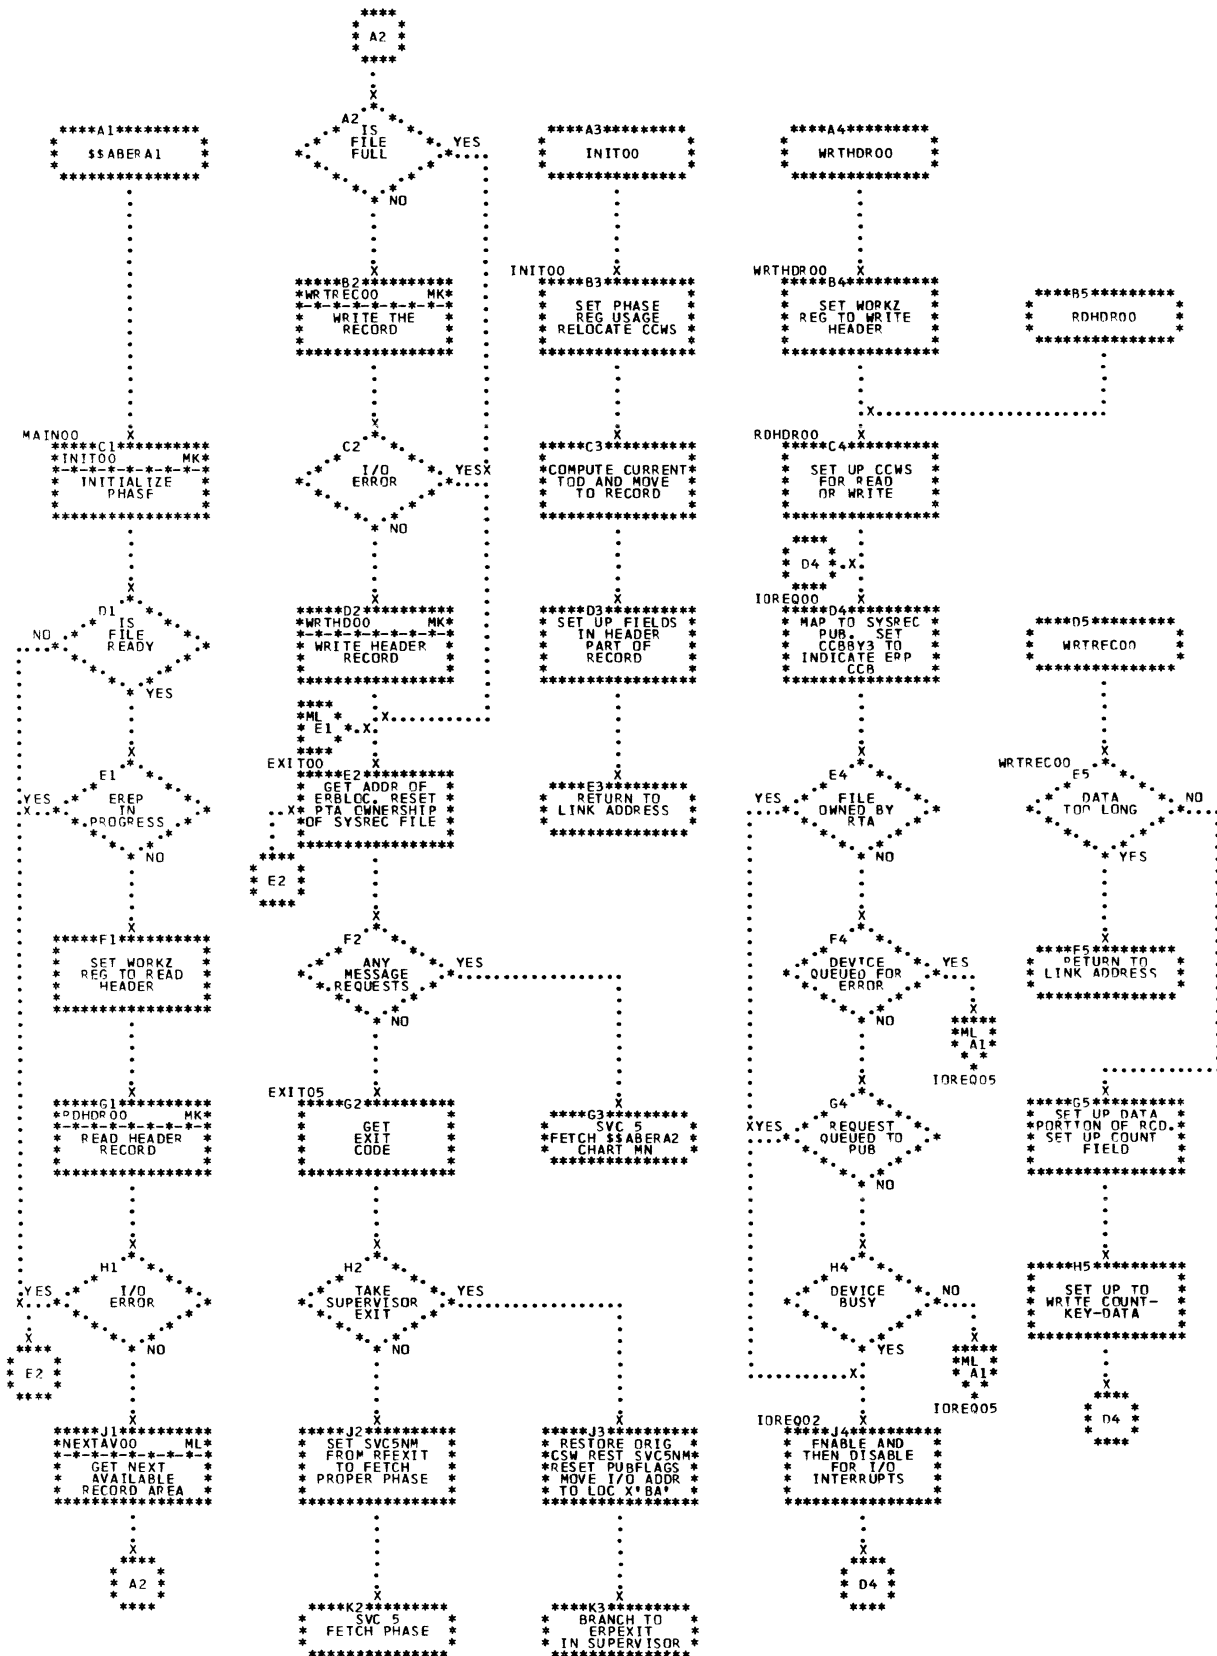 A2
A1
$$ABERA1
A2
IS
FILE
FULL
YES
NO
A3
INIT00
A4
WRTHDR00
B2
WRTREC00 MK
WRITE THE
RECORD
INIT00
B3
SET PHASE
REG USAGE
RELOCATE CCWS
WRTHDR00
B4
SET WORKZ
REG TO WRITE
HEADER
B5
RDHDR00
MAIN00
C1
INIT00 MK
INITIALIZE
PHASE
C2
I/O
ERROR
YES
NO
C3
COMPUTE CURRENT
TOD AND MOVE
TO RECORD
RDHDR00
C4
SET UP CCWS
FOR READ
OR WRITE
D4
D1
IS
FILE
READY
NO
YES
D2
WRTHD00 MK
WRITE HEADER
RECORD
D3
SET UP FIELDS
IN HEADER
PART OF
RECORD
IOREQ00
D4
MAP TO SYSREC
PUB. SET
CCBBY3 TO
INDICATE ERP
CCB
D5
WRTREC00
ML
E1
E1
EREP
IN
PROGRESS
YES
NO
EXIT00
E2
GET ADDR OF
ERBLOC. RESET
PTA OWNERSHIP
OF SYSREC FILE
E2
E3
RETURN TO
LINK ADDRESS
E4
FILE
OWNED BY
RTA
YES
NO
WRTREC00
E5
DATA
TOO LONG
NO
YES
F1
SET WORKZ
REG TO READ
HEADER
F2
ANY
MESSAGE
REQUESTS
YES
NO
F4
DEVICE
QUEUED FOR
ERROR
YES
NO
ML
A1
IOREQ05
F5
RETURN TO
LINK ADDRESS
G1
RDHDR00 MK
READ HEADER
RECORD
EXIT05
G2
GET
EXIT
CODE
G3
SVC 5
FETCH $$ABERA2
CHART MN
G4
REQUEST
QUEUED TO
PUB
YES
NO
G5
SET UP DATA
PORTION OF RCD.
SET UP COUNT
FIELD
H1
I/O
ERROR
YES
NO
E2
H2
TAKE
SUPERVISOR
EXIT
YES
NO
H4
DEVICE
BUSY
NO
YES
ML
A1
IOREQ05
H5
SET UP TO
WRITE COUNT-
KEY-DATA
D4
J1
NEXTAV00 ML
GET NEXT
AVAILABLE
RECORD AREA
A2
J2
SET SVC5NM
FROM RFEXIT
TO FETCH
PROPER PHASE
J3
RESTORE ORIG
CSW REST SVC5NM
RESET PUBFLAGS
MOVE I/O ADDR
TO LOC X'BA'
IOREQ02
J4
ENABLE AND
THEN DISABLE
FOR I/O
INTERRUPTS
D4
K2
SVC 5
FETCH PHASE
K3
BRANCH TO
ERPEXIT
IN SUPERVISOR